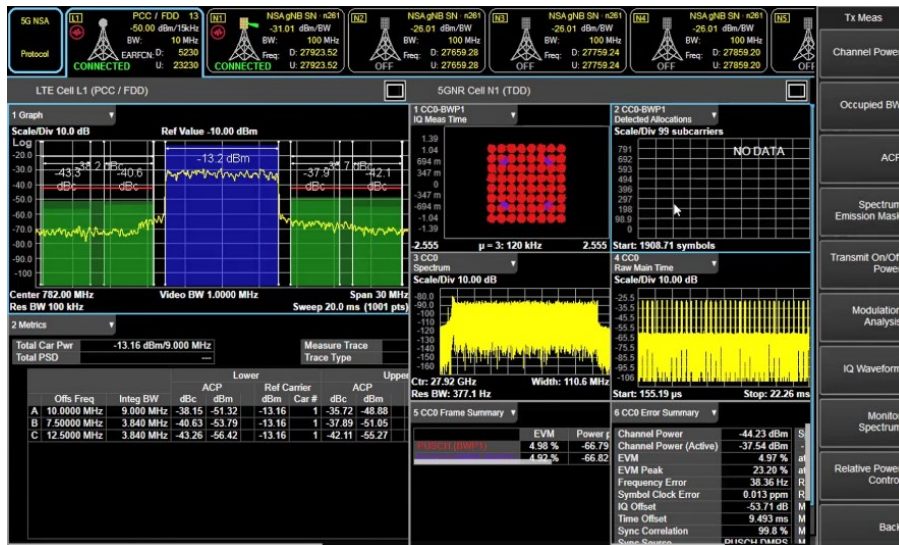 5G NSA
Protocol
L1
PCC / FDD 13
-50.00 dBm/15kHz
BW: 10 MHz
EARFCN: D: 5230
U: 23230
CONNECTED
N1
NSA gNB SN - n261
-31.01 dBm/BW
BW: 100 MHz
Freq: D: 27923.52
U: 27923.52
CONNECTED
N2
NSA gNB SN - n261
-26.01 dBm/BW
BW: 100 MHz
Freq: D: 27659.28
U: 27659.28
OFF
N3
NSA gNB SN - n261
-26.01 dBm/BW
BW: 100 MHz
Freq: D: 27759.24
U: 27759.24
OFF
N4
NSA gNB SN - n261
-26.01 dBm/BW
BW: 100 MHz
Freq: D: 27859.20
U: 27859.20
OFF
N5
OFF
LTE Cell L1 (PCC / FDD)
5GNR Cell N1 (TDD)
1 Graph
Scale/Div 10.0 dB
Ref Value -10.00 dBm
Log
-20.0
-30.0
-40.0
-50.0
-60.0
-70.0
-80.0
-90.0
-100
-13.2 dBm
-43.3 dBc
-40.6 dBc
-37.9 dBc
-42.1 dBc
Center 782.00 MHz
Video BW 1.0000 MHz
Span 30 MHz
Res BW 100 kHz
Sweep 20.0 ms (1001 pts)
2 Metrics
Total Car Pwr -13.16 dBm/9.000 MHz
Total PSD ---
Measure Trace
Trace Type
Lower
Upper
ACP Ref Carrier ACP
Offs Freq Integ BW dBc dBm dBm Car # dBc dBm
A 10.0000 MHz 9.000 MHz -38.15 -51.32 -13.16 1 -35.72 -48.88
B 7.50000 MHz 3.840 MHz -40.63 -53.79 -13.16 1 -37.89 -51.05
C 12.5000 MHz 3.840 MHz -43.26 -56.42 -13.16 1 -42.11 -55.27
1 CC0-BWP1
IQ Meas Time
1.39
1.04
694 m
347 m
0
-347 m
-694 m
-1.04
-1.39
-2.555
µ = 3: 120 kHz
2.555
2 CC0-BWP1
Detected Allocations
Scale/Div 99 subcarriers
791
692
593
494
396
297
198
98.9
0
NO DATA
Start: 1908.71 symbols
3 CC0
Spectrum
Scale/Div 10.00 dB
-80.0
-90.0
-100
-110
-120
-130
-140
-150
-160
Ctr: 27.92 GHz
Width: 110.6 MHz
Res BW: 377.1 Hz
4 CC0
Raw Main Time
Scale/Div 10.00 dB
-25.5
-45.5
-55.5
-65.5
-75.5
-85.5
-95.5
-106
Start: 155.19 µs
Stop: 22.26 ms
5 CC0 Frame Summary
EVM Power
PUSCH (BWP1) 4.98 % -66.79
4.92 % -66.82
6 CC0 Error Summary
Channel Power -44.23 dBm
Channel Power (Active) -37.54 dBm
EVM 4.97 %
EVM Peak 23.20 %
Frequency Error 38.36 Hz
Symbol Clock Error 0.013 ppm
IQ Offset -53.71 dB
Time Offset 9.493 ms
Sync Correlation 99.8 %
Sync Source PUSCH DMRS
Tx Meas
Channel Power
Occupied BW
ACP
Spectrum
Emission Mask
Transmit On/Off
Power
Modulation
Analysis
IQ Waveform
Monitor
Spectrum
Relative Power
Control
Back